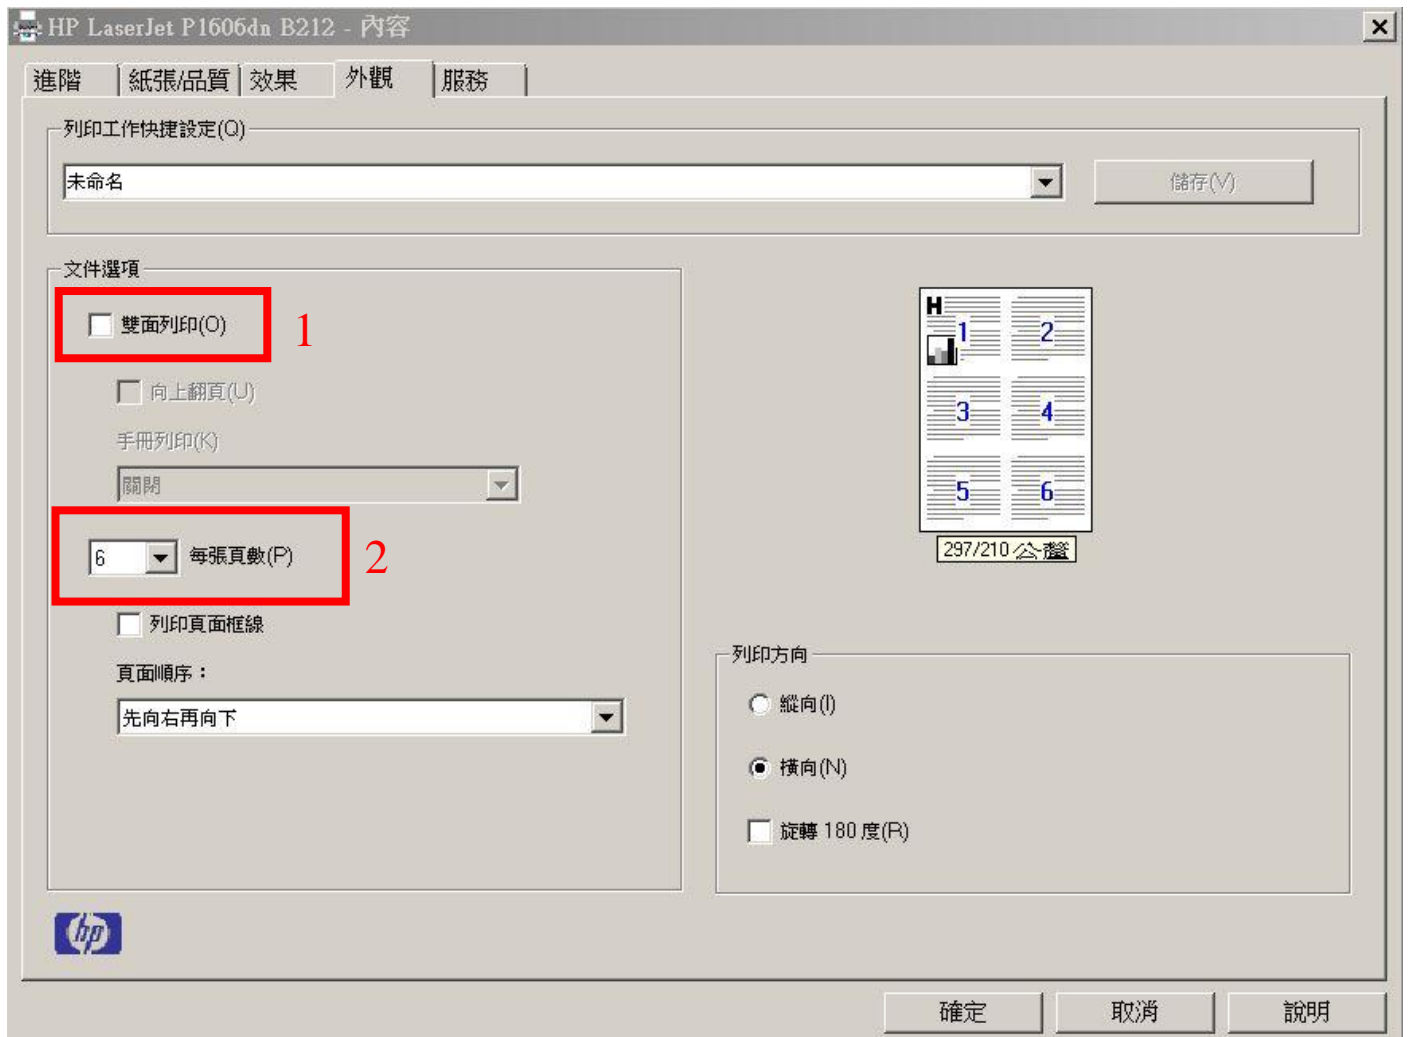 HP LaserJet P1606dn B212 - 內容
進階 紙張/品質 效果 外觀 服務
列印工作快捷設定(Q)
未命名 儲存(V)
文件選項
雙面列印(O) 1
向上翻頁(U)
手冊列印(K)
關閉
6 每張頁數(P) 2
列印頁面框線
頁面順序：
先向右再向下
H
1 2
3 4
5 6
297/210 公釐
列印方向
縱向(I)
橫向(N)
旋轉 180 度(R)
hp
確定 取消 說明